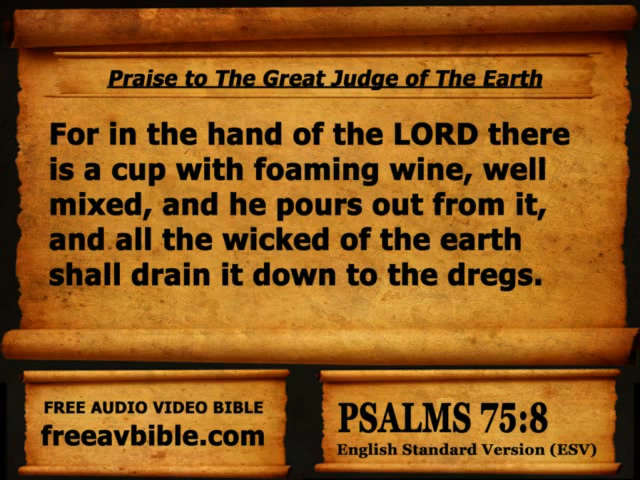 Praise to The Great Judge of The Earth
For in the hand of the LORD there
is a cup with foaming wine, well
mixed, and he pours out from it,
and all the wicked of the earth
shall drain it down to the dregs.
FREE AUDIO VIDEO BIBLE
freeavbible.com
PSALMS 75:8
English Standard Version (ESV)